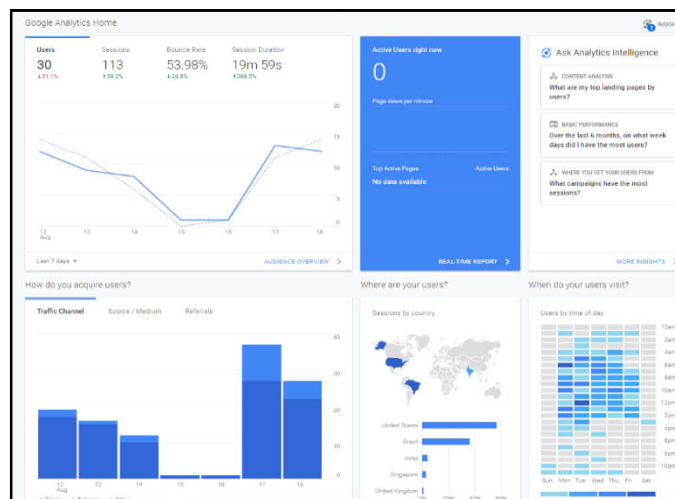 Google Analytics Home
INSIGHTS
Users
Sessions
Bounce Rate
Session Duration
30
113
53.98%
19m 59s
↓21.1%
20
15
10
5
0
12
Aug
13
14
15
16
17
18
Last 7 days
AUDIENCE OVERVIEW
Active Users right now
0
Page views per minute
Top Active Pages
Active Users
No data available
REAL-TIME REPORT
Ask Analytics Intelligence
CONTENT ANALYSIS
What are my top landing pages by
users?
BASIC PERFORMANCE
Over the last 6 months, on what week
days did I have the most users?
WHERE YOU GET YOUR USERS FROM
What campaigns have the most
sessions?
MORE INSIGHTS
How do you acquire users?
Traffic Channel
Source / Medium
Referrals
40
30
20
10
0
12
Aug
13
14
15
16
17
18
Where are your users?
Sessions by country
United States
Brazil
India
Singapore
United Kingdom
When do your users visit?
Users by time of day
12am
2am
4am
6am
8am
10am
12pm
2pm
4pm
6pm
8pm
10pm
Sun
Mon
Tue
Wed
Thu
Fri
Sat